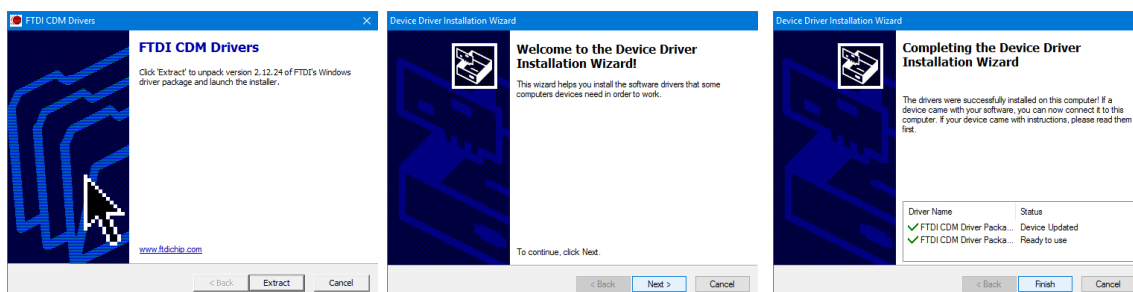 FTDI CDM Drivers
FTDI CDM Drivers
Click 'Extract' to unpack version 2.12.24 of FTDI's Windows
driver package and launch the installer.
www.ftdichip.com
< Back
Extract
Cancel
Device Driver Installation Wizard
Welcome to the Device Driver
Installation Wizard!
This wizard helps you install the software drivers that some
computers devices need in order to work.
To continue, click Next.
< Back
Next >
Cancel
Device Driver Installation Wizard
Completing the Device Driver
Installation Wizard
The drivers were successfully installed on this computer! If a
device came with your software, you can now connect it to this
computer. If your device came with instructions, please read them
first.
Driver Name Status
FTDI CDM Driver Packa... Device Updated
FTDI CDM Driver Packa... Ready to use
< Back
Finish
Cancel